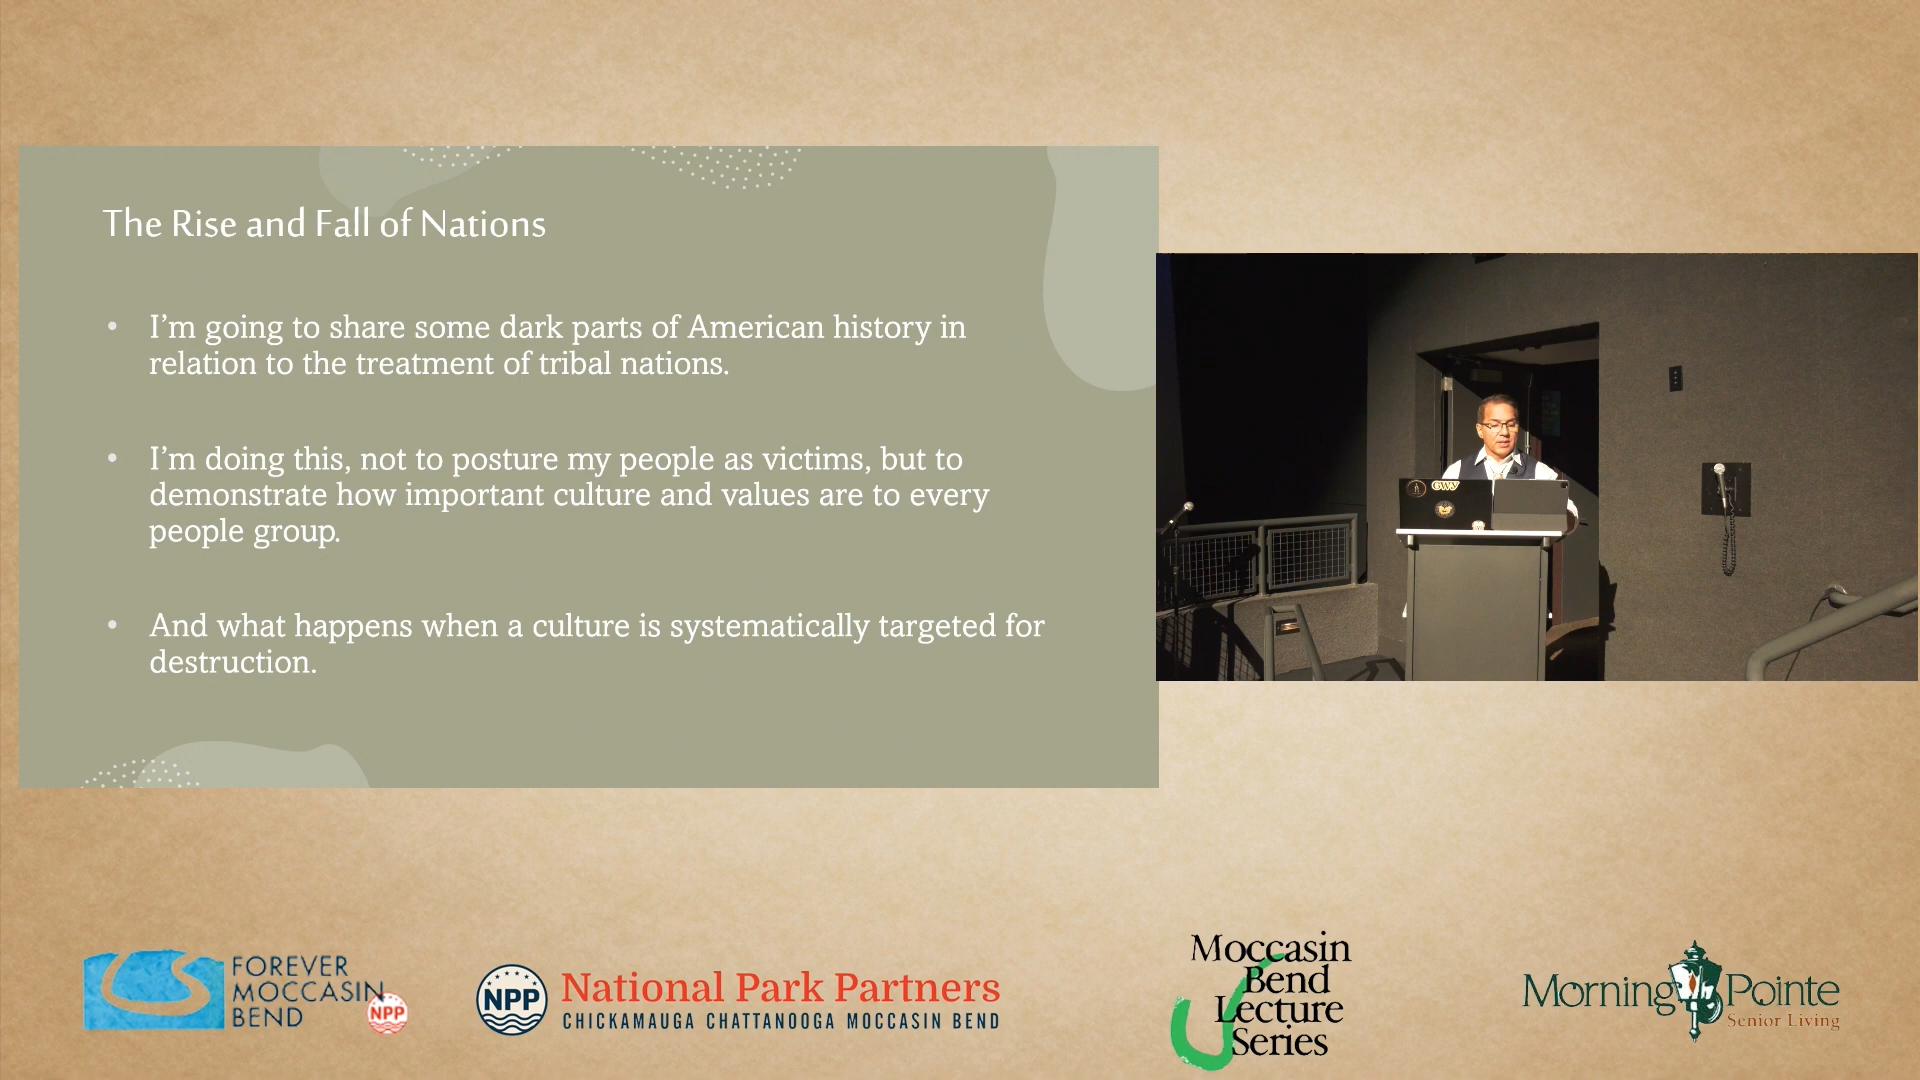 The Rise and Fall of Nations
• I’m going to share some dark parts of American history in
relation to the treatment of tribal nations.
• I’m doing this, not to posture my people as victims, but to
demonstrate how important culture and values are to every
people group.
• And what happens when a culture is systematically targeted for
destruction.
GWY
FOREVER
MOCCASIN
BEND
NPP
NPP
National Park Partners
CHICKAMAUGA CHATTANOOGA MOCCASIN BEND
Moccasin
Bend
Lecture
Series
Morning Pointe
Senior Living